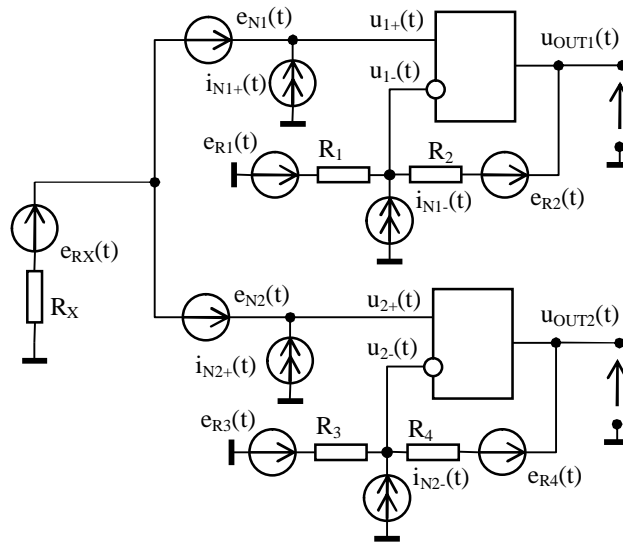 e_N1(t)
u_1+(t)
u_OUT1(t)
i_N1+(t)
u_1-(t)
e_R1(t)
R_1
R_2
i_N1-(t)
e_R2(t)
e_RX(t)
R_X
e_N2(t)
u_2+(t)
u_OUT2(t)
i_N2+(t)
u_2-(t)
e_R3(t)
R_3
R_4
i_N2-(t)
e_R4(t)